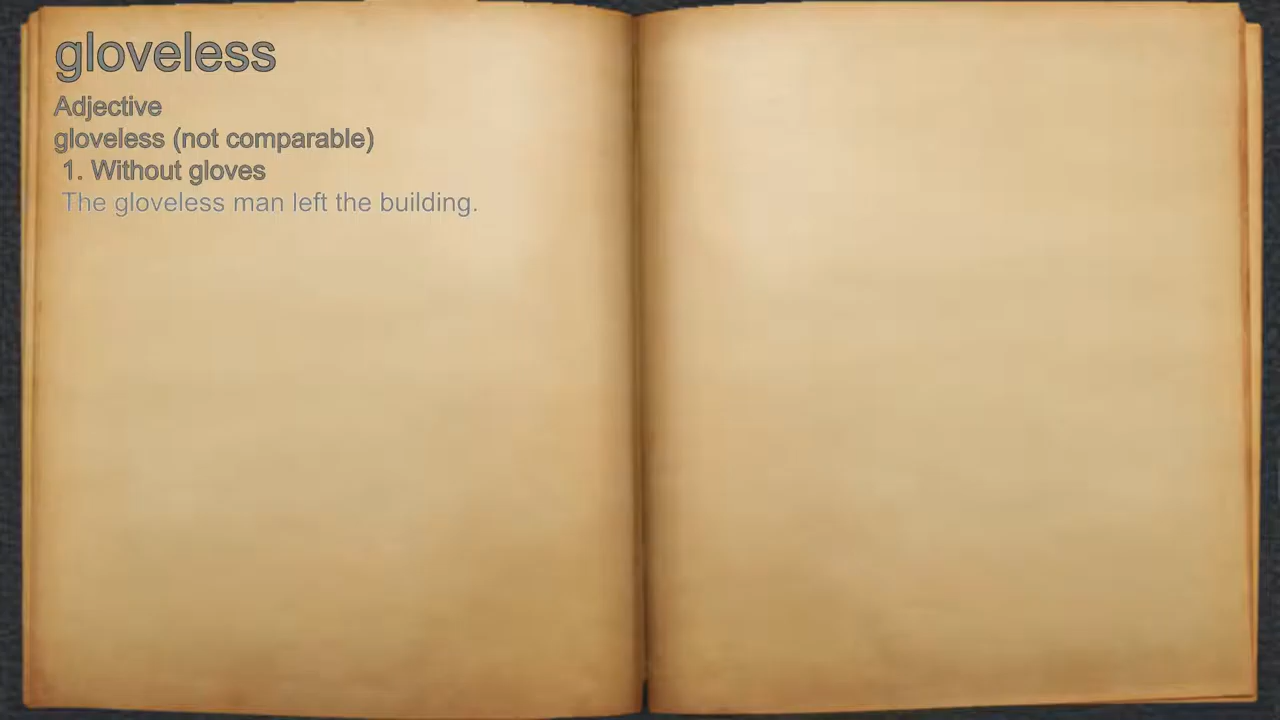 gloveless
Adjective
gloveless (not comparable)
1. Without gloves
The gloveless man left the building.